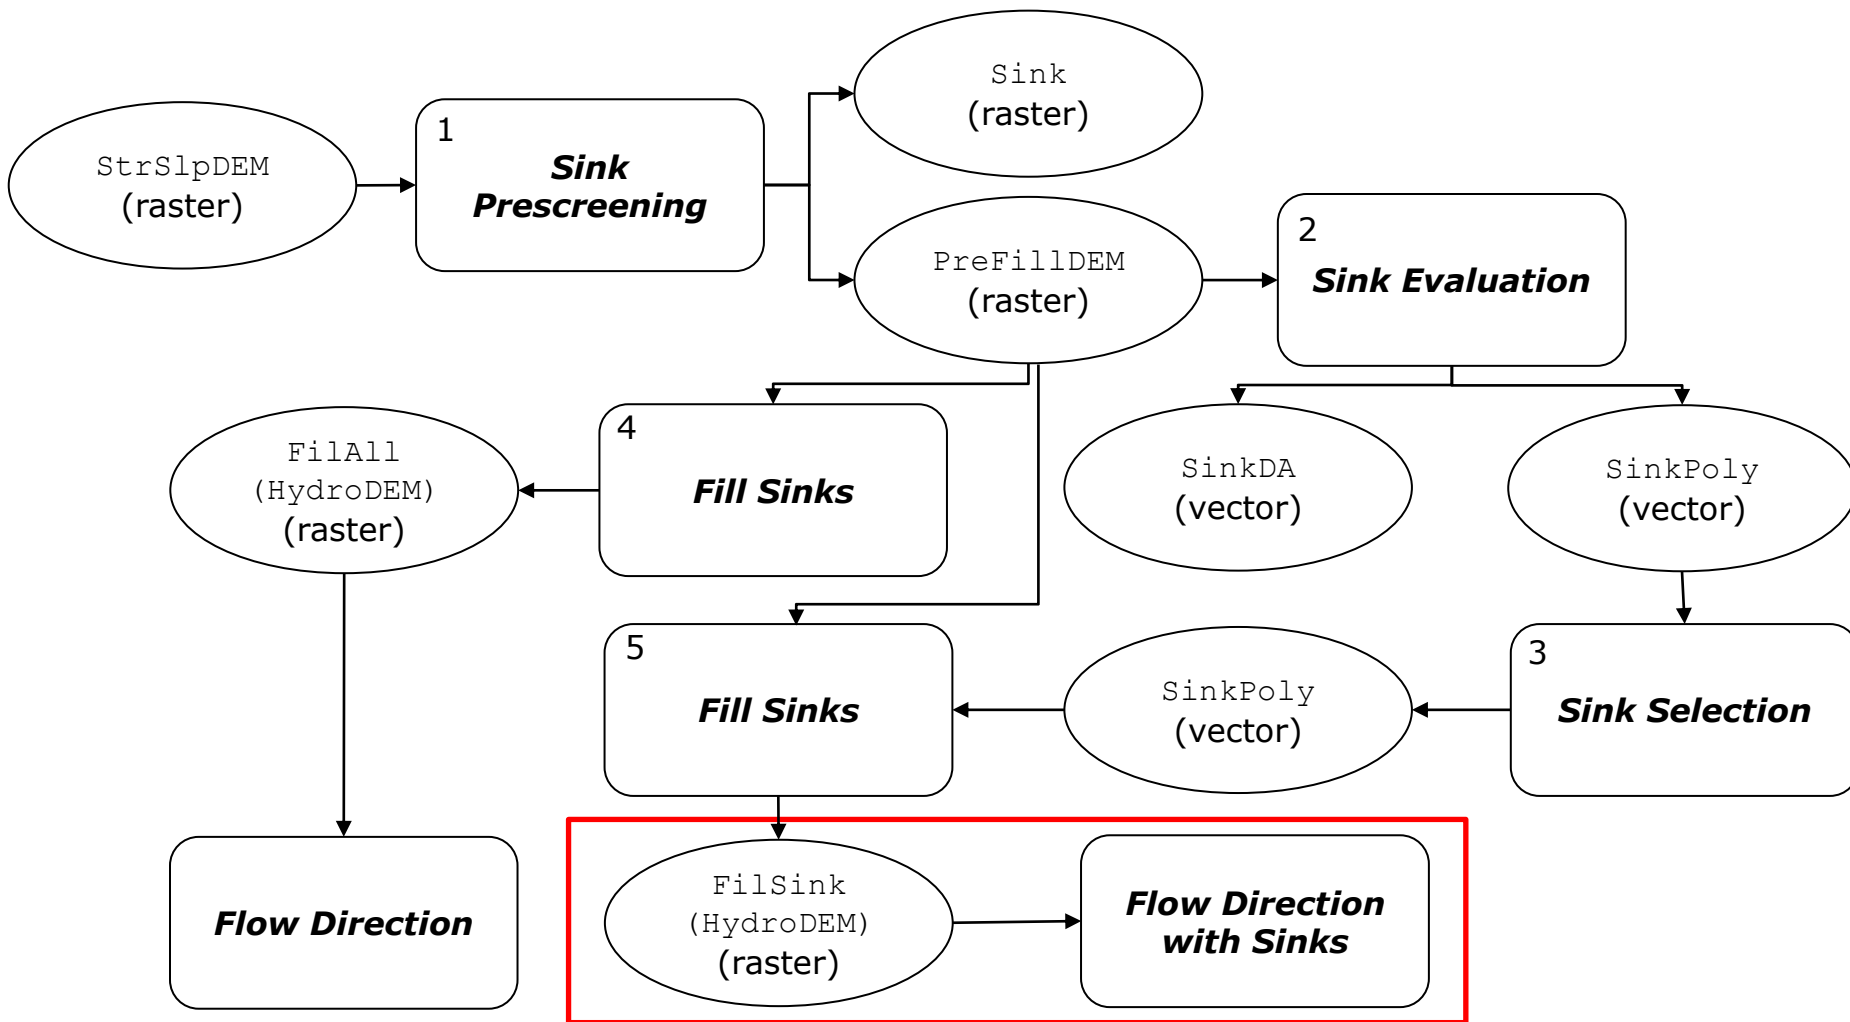 Sink
(raster)
StrSlpDEM
(raster)
1
Sink
Prescreening
PreFillDEM
(raster)
2
Sink Evaluation
FilAll
(HydroDEM)
(raster)
4
Fill Sinks
SinkDA
(vector)
SinkPoly
(vector)
5
Fill Sinks
SinkPoly
(vector)
3
Sink Selection
Flow Direction
FilSink
(HydroDEM)
(raster)
Flow Direction
with Sinks